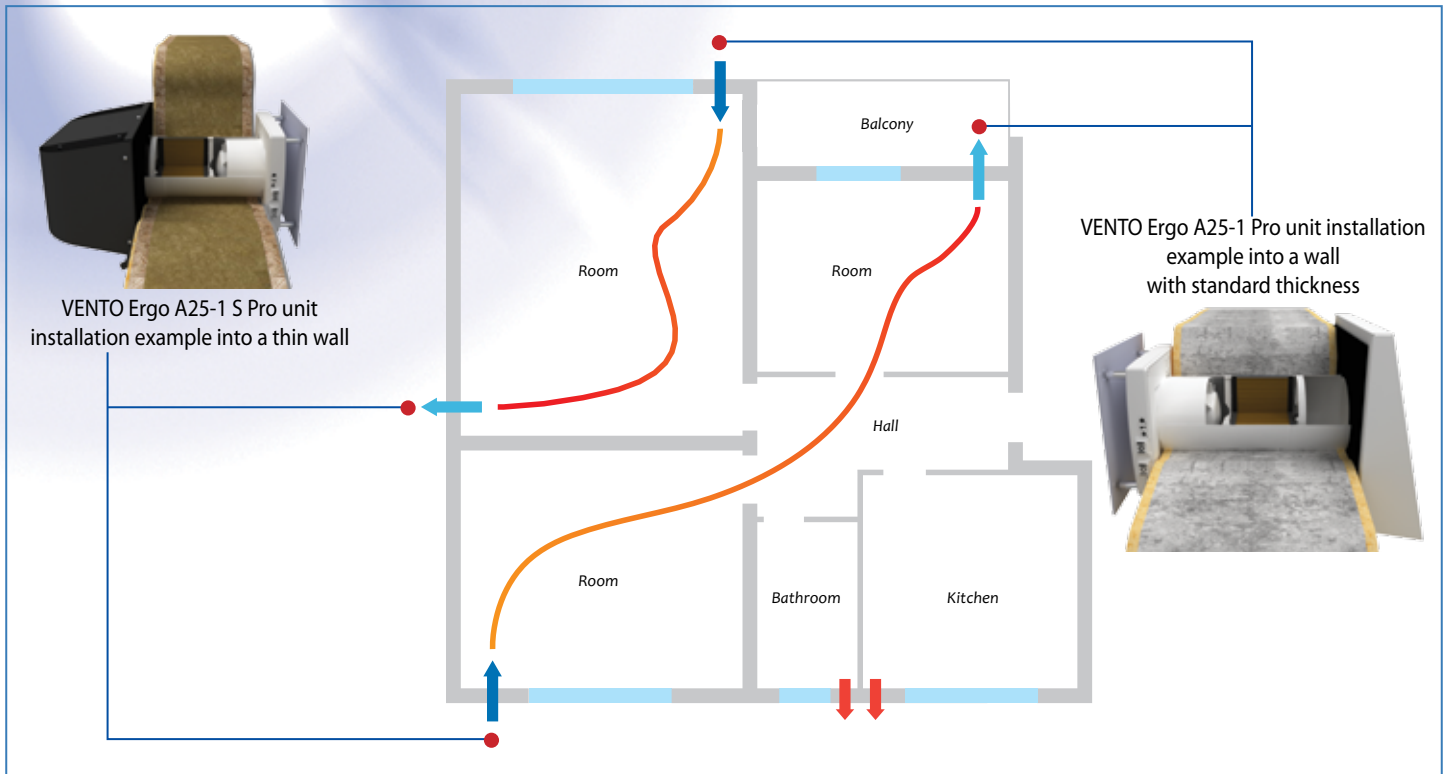 Balcony
Room
Room
VENTO Ergo A25-1 S Pro unit
installation example into a thin wall
VENTO Ergo A25-1 Pro unit installation
example into a wall
with standard thickness
Hall
Room
Bathroom
Kitchen